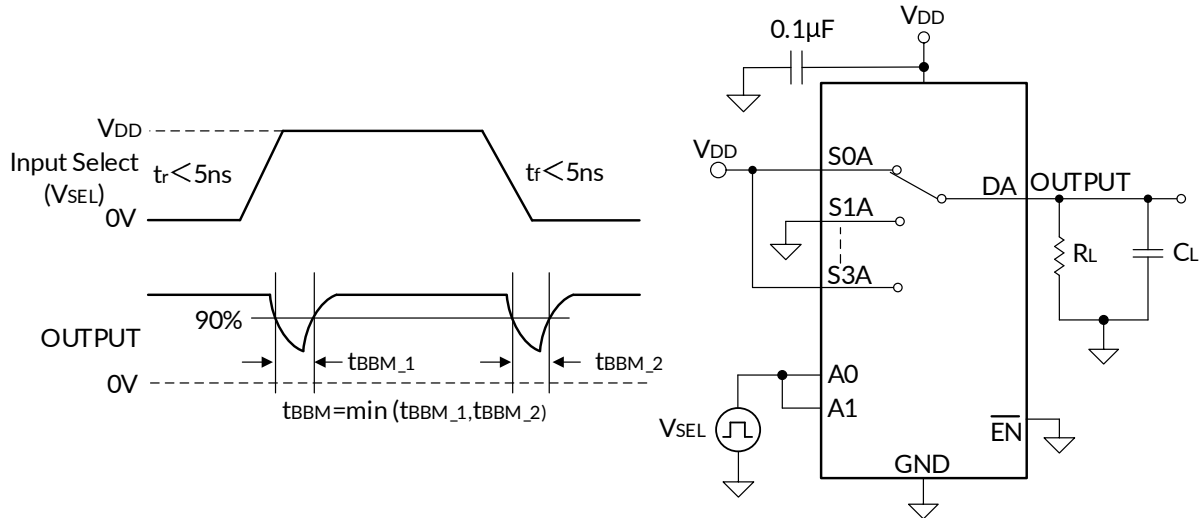 VDD
Input Select
(VSEL)
tr<5ns
tf<5ns
0V
90%
OUTPUT
tBBM_1
tBBM_2
0V
tBBM=min (tBBM_1,tBBM_2)
VDD
0.1µF
VDD
S0A
DA
OUTPUT
S1A
RL
CL
S3A
A0
A1
VSEL
EN
GND